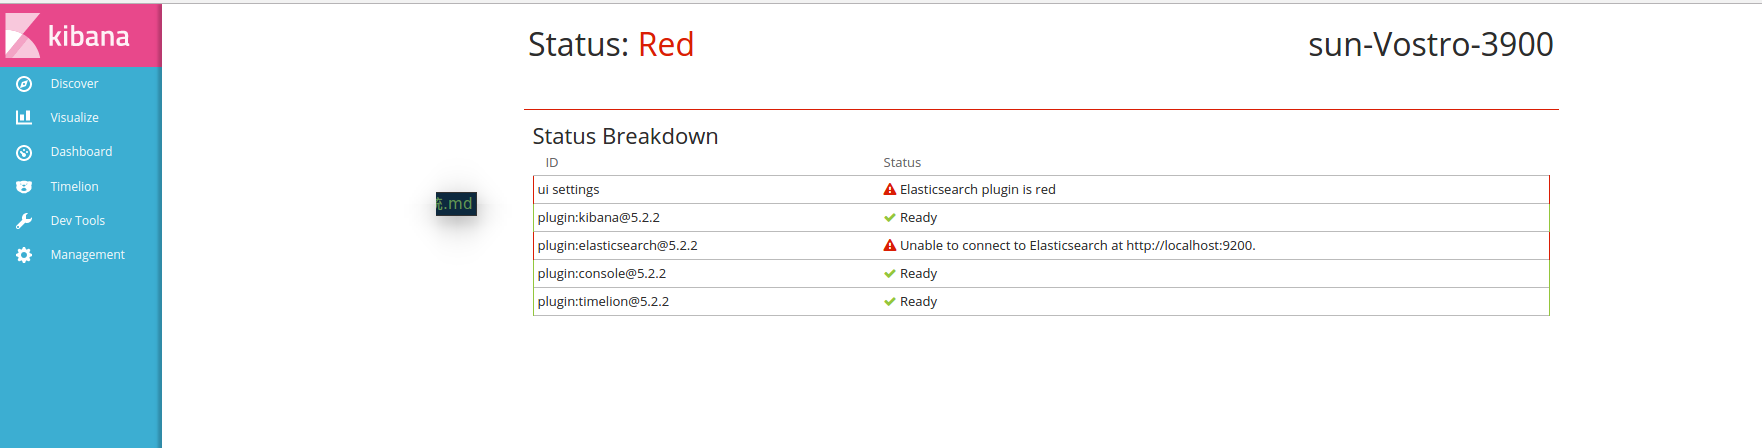 kibana
Discover
Visualize
Dashboard
Timelion
Dev Tools
Management
Status: Red
sun-Vostro-3900
Status Breakdown
ID Status
ui settings Elasticsearch plugin is red
plugin:kibana@5.2.2 Ready
plugin:elasticsearch@5.2.2 Unable to connect to Elasticsearch at http://localhost:9200.
plugin:console@5.2.2 Ready
plugin:timelion@5.2.2 Ready
.md